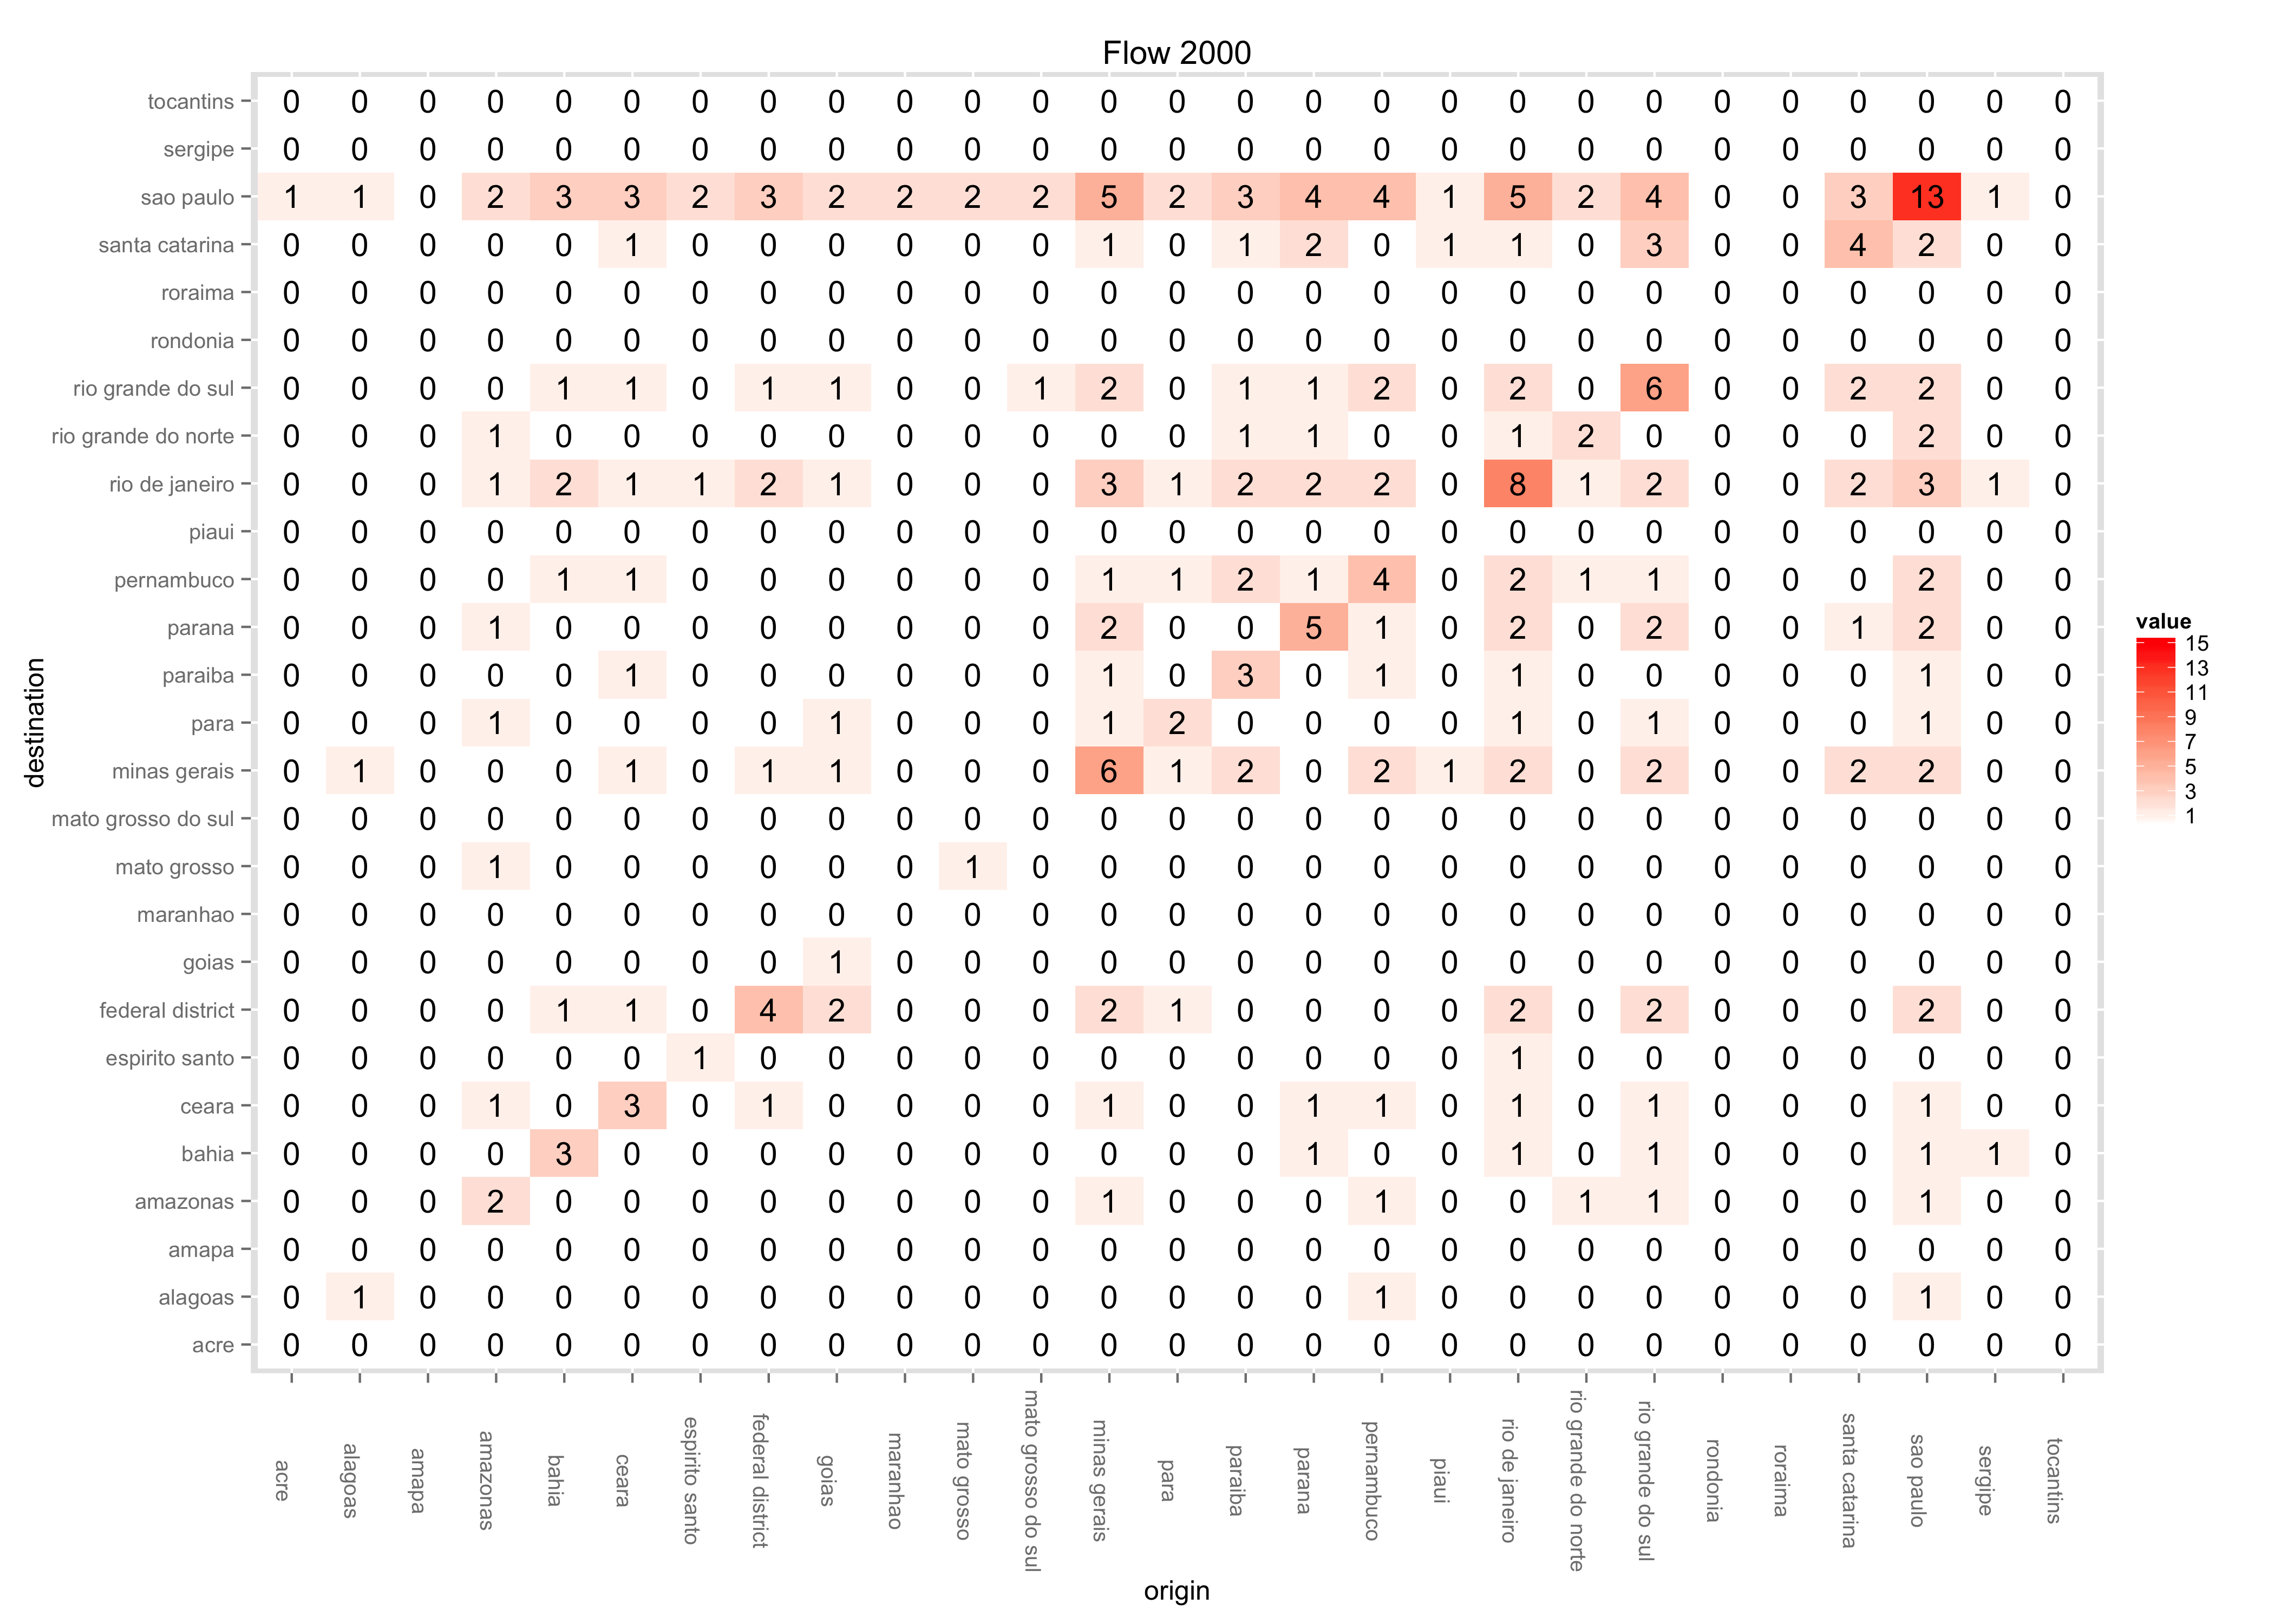 Flow 2000
tocantins 0 0 0 0 0 0 0 0 0 0 0 0 0 0 0 0 0 0 0 0 0 0 0 0 0 0 0
sergipe 0 0 0 0 0 0 0 0 0 0 0 0 0 0 0 0 0 0 0 0 0 0 0 0 0 0 0
sao paulo 1 1 0 2 3 3 2 3 2 2 2 2 5 2 3 4 4 1 5 2 4 0 0 3 13 1 0
santa catarina 0 0 0 0 0 1 0 0 0 0 0 0 1 0 1 2 0 1 1 0 3 0 0 4 2 0 0
roraima 0 0 0 0 0 0 0 0 0 0 0 0 0 0 0 0 0 0 0 0 0 0 0 0 0 0 0
rondonia 0 0 0 0 0 0 0 0 0 0 0 0 0 0 0 0 0 0 0 0 0 0 0 0 0 0 0
rio grande do sul 0 0 0 0 1 1 0 1 1 0 0 1 2 0 1 1 2 0 2 0 6 0 0 2 2 0 0
rio grande do norte 0 0 0 1 0 0 0 0 0 0 0 0 0 0 1 1 0 0 1 2 0 0 0 0 2 0 0
rio de janeiro 0 0 0 1 2 1 1 2 1 0 0 0 3 1 2 2 2 0 8 1 2 0 0 2 3 1 0
piaui 0 0 0 0 0 0 0 0 0 0 0 0 0 0 0 0 0 0 0 0 0 0 0 0 0 0 0
pernambuco 0 0 0 0 1 1 0 0 0 0 0 0 1 1 2 1 4 0 2 1 1 0 0 0 2 0 0
parana 0 0 0 1 0 0 0 0 0 0 0 0 2 0 0 5 1 0 2 0 2 0 0 1 2 0 0
paraiba 0 0 0 0 0 1 0 0 0 0 0 0 1 0 3 0 1 0 1 0 0 0 0 0 1 0 0
para 0 0 0 1 0 0 0 0 1 0 0 0 1 2 0 0 0 0 1 0 1 0 0 0 1 0 0
minas gerais 0 1 0 0 0 1 0 1 1 0 0 0 6 1 2 0 2 1 2 0 2 0 0 2 2 0 0
mato grosso do sul 0 0 0 0 0 0 0 0 0 0 0 0 0 0 0 0 0 0 0 0 0 0 0 0 0 0 0
mato grosso 0 0 0 1 0 0 0 0 0 0 1 0 0 0 0 0 0 0 0 0 0 0 0 0 0 0 0
maranhao 0 0 0 0 0 0 0 0 0 0 0 0 0 0 0 0 0 0 0 0 0 0 0 0 0 0 0
goias 0 0 0 0 0 0 0 0 1 0 0 0 0 0 0 0 0 0 0 0 0 0 0 0 0 0 0
federal district 0 0 0 0 1 1 0 4 2 0 0 0 2 1 0 0 0 0 2 0 2 0 0 0 2 0 0
espirito santo 0 0 0 0 0 0 1 0 0 0 0 0 0 0 0 0 0 0 1 0 0 0 0 0 0 0 0
ceara 0 0 0 1 0 3 0 1 0 0 0 0 1 0 0 1 1 0 1 0 1 0 0 0 1 0 0
bahia 0 0 0 0 3 0 0 0 0 0 0 0 0 0 0 1 0 0 1 0 1 0 0 0 1 1 0
amazonas 0 0 0 2 0 0 0 0 0 0 0 0 1 0 0 0 1 0 0 1 1 0 0 0 1 0 0
amapa 0 0 0 0 0 0 0 0 0 0 0 0 0 0 0 0 0 0 0 0 0 0 0 0 0 0 0
alagoas 0 1 0 0 0 0 0 0 0 0 0 0 0 0 0 0 1 0 0 0 0 0 0 0 1 0 0
acre 0 0 0 0 0 0 0 0 0 0 0 0 0 0 0 0 0 0 0 0 0 0 0 0 0 0 0
destination
acre
alagoas
amapa
amazonas
bahia
ceara
espirito santo
federal district
goias
maranhao
mato grosso
mato grosso do sul
minas gerais
para
paraiba
parana
pernambuco
piaui
rio de janeiro
rio grande do norte
rio grande do sul
rondonia
roraima
santa catarina
sao paulo
sergipe
tocantins
origin
value
15
13
11
9
7
5
3
1